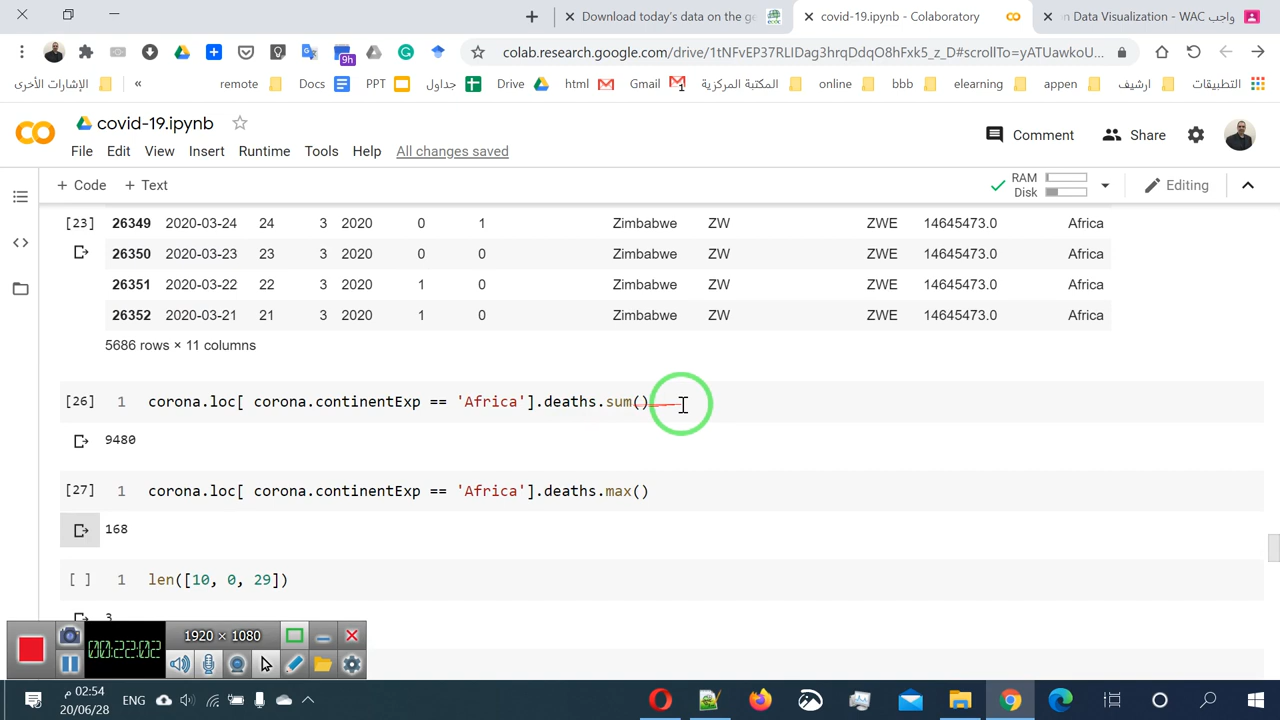 Download today's data on the ge
covid-19.ipynb - Colaboratory
n Data Visualization - WAC واجب
9h
colab.research.google.com/drive/1tNFvEP37RLIDaq3hrqDdqO8hFxk5_z_D#scrollTo=yATJawkoU...
الإشارات الأخرى
«
remote
Docs
PPT
جداول
Drive
html
Gmail
المكتبة المركزية
online
bbb
elearning
appen
ارشيف
التطبيقات
covid-19.ipynb
Comment
Share
File Edit View Insert Runtime Tools Help All changes saved
+ Code + Text
RAM
Disk
Editing
[23] 26349 2020-03-24 24 3 2020 0 1 Zimbabwe ZW ZWE 14645473.0 Africa
26350 2020-03-23 23 3 2020 0 0 Zimbabwe ZW ZWE 14645473.0 Africa
26351 2020-03-22 22 3 2020 1 0 Zimbabwe ZW ZWE 14645473.0 Africa
26352 2020-03-21 21 3 2020 1 0 Zimbabwe ZW ZWE 14645473.0 Africa
5686 rows × 11 columns
[26] 1 corona.loc[ corona.continentExp == 'Africa'].deaths.sum()
9480
[27] 1 corona.loc[ corona.continentExp == 'Africa'].deaths.max()
168
[ ] 1 len([10, 0, 29])
3
1920 × 1080
00:22:02
02:54 م
20/06/28
ENG